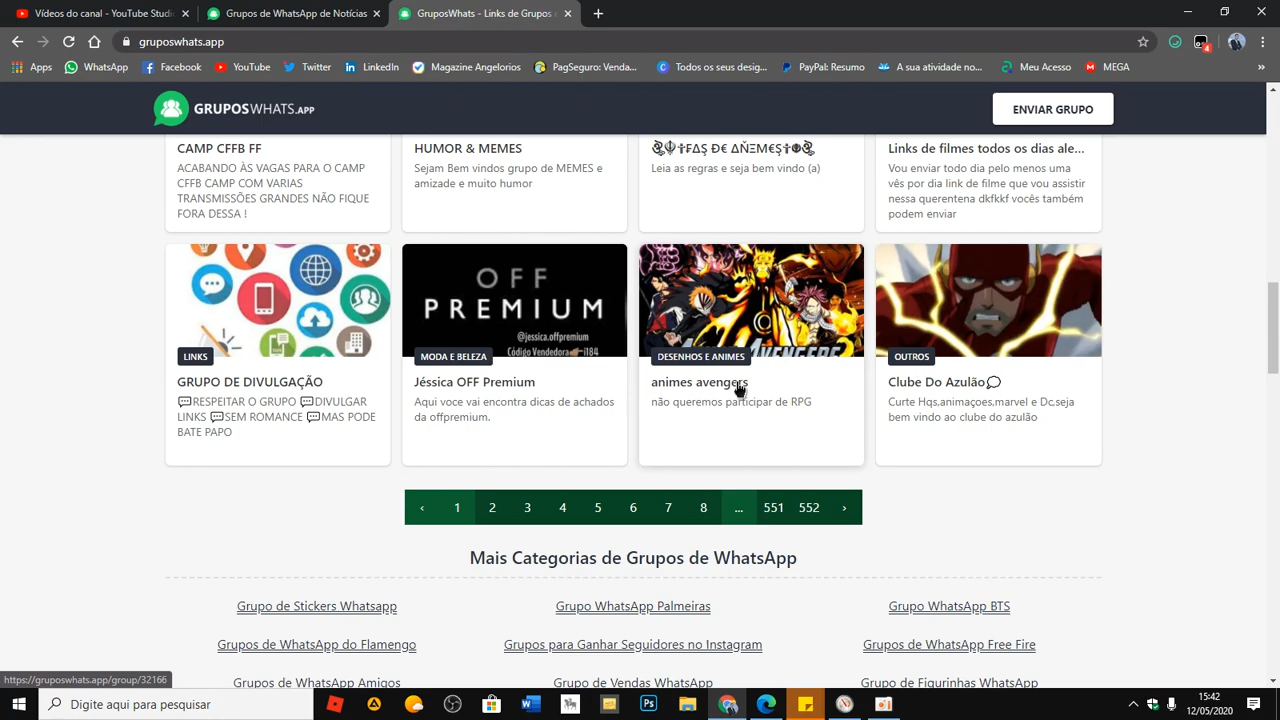 Vídeos do canal - YouTube Studi
Grupos de WhatsApp de Notícias
GruposWhats - Links de Grupos
gruposwhats.app
4
Apps
WhatsApp
Facebook
YouTube
Twitter
LinkedIn
Magazine Angelorios
PagSeguro: Venda...
Todos os seus desig...
PayPal: Resumo
A sua atividade no...
Meu Acesso
MEGA
»
GRUPOSWHATS.APP
ENVIAR GRUPO
CAMP CFFB FF
ACABANDO ÀS VAGAS PARA O CAMP
CFFB CAMP COM VARIAS
TRANSMISSÕES GRANDES NÃO FIQUE
FORA DESSA !
HUMOR & MEMES
Sejam Bem vindos grupo de MEMES e
amizade e muito humor
Leia as regras e seja bem vindo (a)
Links de filmes todos os dias ale...
Vou enviar todo dia pelo menos uma
vês por dia link de filme que vou assistir
nessa querentena dkfkkf vocês também
podem enviar
LINKS
GRUPO DE DIVULGAÇÃO
💬RESPEITAR O GRUPO 💬DIVULGAR
LINKS 💬SEM ROMANCE 💬MAS PODE
BATE PAPO
OFF
PREMIUM
@jessica.offpremium
Código Vendedora -i184
MODA E BELEZA
Jéssica OFF Premium
Aqui voce vai encontra dicas de achados
da offpremium.
DESENHOS E ANIMES
animes avengers
não queremos participar de RPG
OUTROS
Clube Do Azulão💭
Curte Hqs,animaçoes,marvel e Dc,seja
bem vindo ao clube do azulão
‹ 1 2 3 4 5 6 7 8 ... 551 552 ›
Mais Categorias de Grupos de WhatsApp
Grupo de Stickers Whatsapp
Grupo WhatsApp Palmeiras
Grupo WhatsApp BTS
Grupos de WhatsApp do Flamengo
Grupos para Ganhar Seguidores no Instagram
Grupos de WhatsApp Free Fire
Grupos de WhatsApp Amigos
Grupo de Vendas WhatsApp
Grupo de Figurinhas WhatsApp
https://gruposwhats.app/group/32166
Digite aqui para pesquisar
15:42
12/05/2020